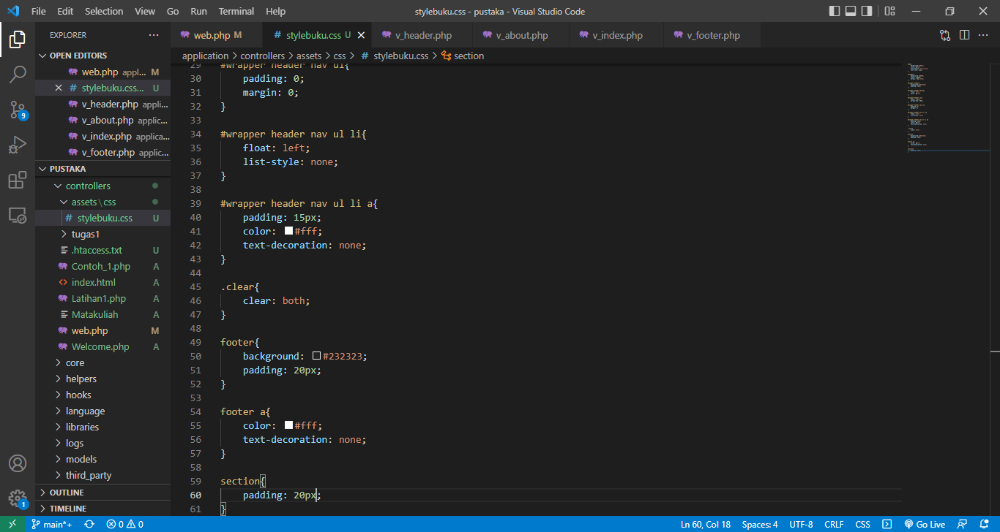 File Edit Selection View Go Run Terminal Help stylebuku.css - pustaka - Visual Studio Code
EXPLORER
OPEN EDITORS
web.php appl... M
stylebuku.css... U
v_header.php appli...
v_about.php applic...
v_index.php applica...
v_footer.php applic...
PUSTAKA
controllers
assets\css
stylebuku.css U
tugas1
.htaccess.txt U
Contoh_1.php A
index.html A
Latihan1.php A
Matakuliah A
web.php M
Welcome.php A
core
helpers
hooks
language
libraries
logs
models
third_party
OUTLINE
TIMELINE
9
1
web.php M stylebuku.css U v_header.php v_about.php v_index.php v_footer.php
application > controllers > assets > css > # stylebuku.css > section
29 #wrapper header nav ul{
30 padding: 0;
31 margin: 0;
32 }
33
34 #wrapper header nav ul li{
35 float: left;
36 list-style: none;
37 }
38
39 #wrapper header nav ul li a{
40 padding: 15px;
41 color: #fff;
42 text-decoration: none;
43 }
44
45 .clear{
46 clear: both;
47 }
48
49 footer{
50 background: #232323;
51 padding: 20px;
52 }
53
54 footer a{
55 color: #fff;
56 text-decoration: none;
57 }
58
59 section{
60 padding: 20px;
61 }
main*+ 0 0 Ln 60, Col 18 Spaces: 4 UTF-8 CRLF CSS Go Live